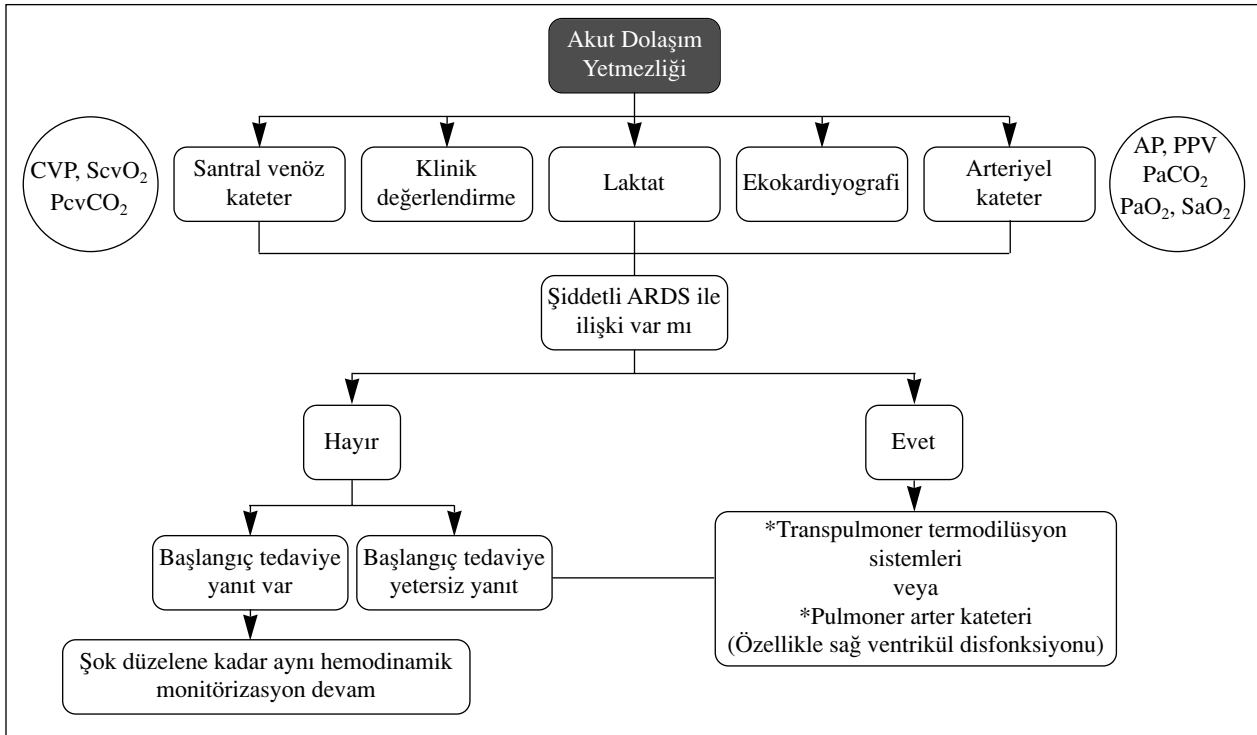 Akut Dolaşım
Yetmezliği
CVP, ScvO₂
PcvCO₂
Santral venöz
kateter
Klinik
değerlendirme
Laktat
Ekokardiyografi
Arteriyel
kateter
AP, PPV
PaCO₂
PaO₂, SaO₂
Şiddetli ARDS ile
ilişki var mı
Hayır
Evet
Başlangıç tedaviye
yanıt var
Başlangıç tedaviye
yetersiz yanıt
*Transpulmoner termodilüsyon
sistemleri
veya
*Pulmoner arter kateteri
(Özellikle sağ ventrikül disfonksiyonu)
Şok düzelene kadar aynı hemodinamik
monitörizasyon devam